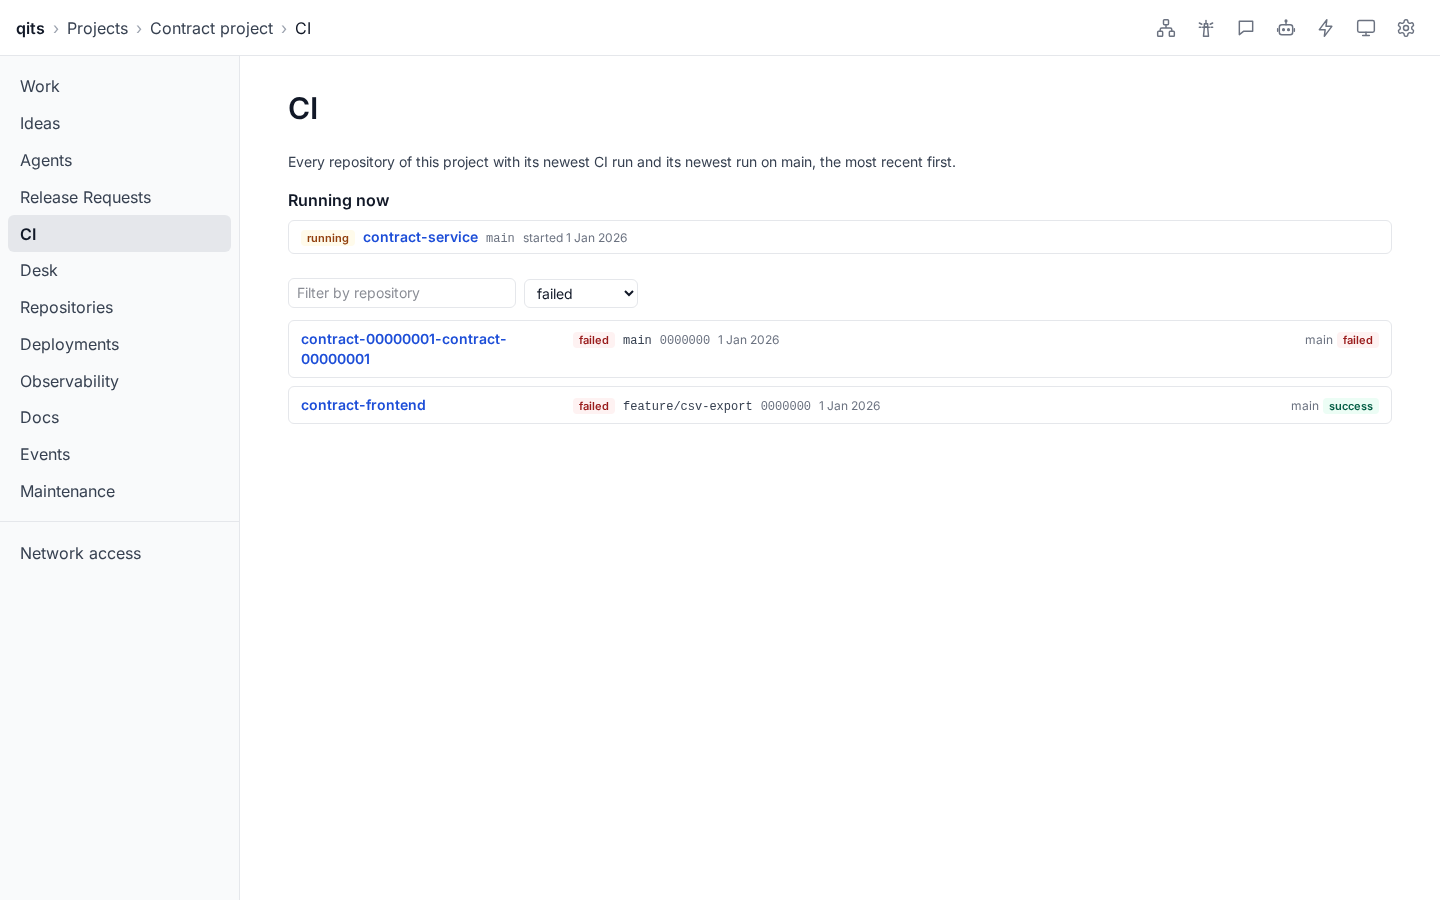 qits › Projects › Contract project › CI
Work
Ideas
Agents
Release Requests
CI
Desk
Repositories
Deployments
Observability
Docs
Events
Maintenance
Network access
CI
Every repository of this project with its newest CI run and its newest run on main, the most recent first.
Running now
running contract-service main started 1 Jan 2026
Filter by repository failed
contract-00000001-contract-
00000001 failed main 0000000 1 Jan 2026 main failed
contract-frontend failed feature/csv-export 0000000 1 Jan 2026 main success